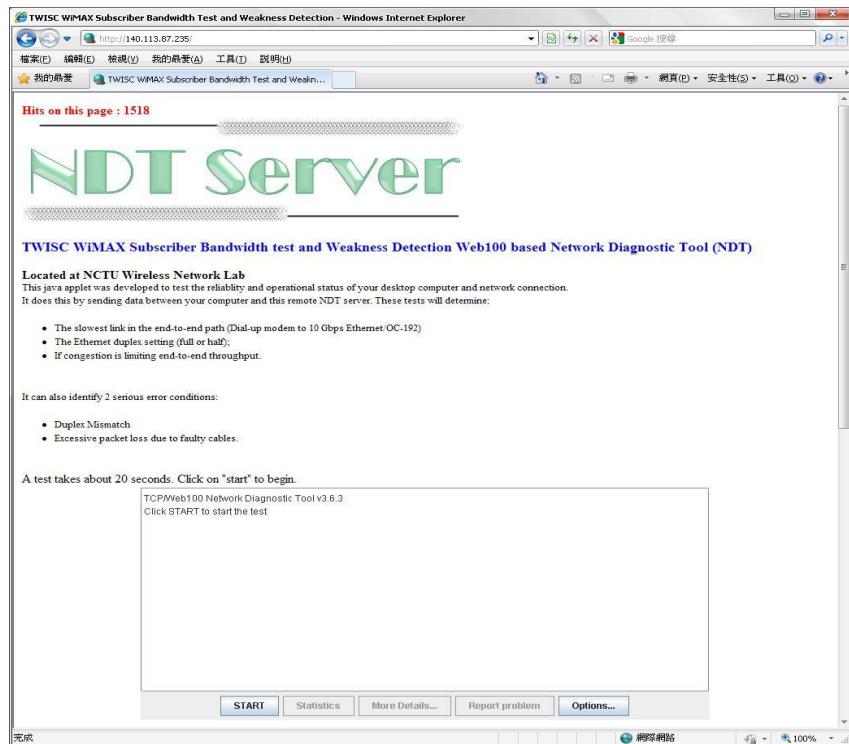 TWISC WiMAX Subscriber Bandwidth Test and Weakness Detection - Windows Internet Explorer
http://140.113.87.235/
Google 搜尋
檔案(F) 編輯(E) 檢視(V) 我的最愛(A) 工具(T) 說明(H)
我的最愛 TWISC WiMAX Subscriber Bandwidth Test and Weakn... 網頁(P) 安全性(S) 工具(O)
Hits on this page : 1518
NDT Server
TWISC WiMAX Subscriber Bandwidth test and Weakness Detection Web100 based Network Diagnostic Tool (NDT)
Located at NCTU Wireless Network Lab
This java applet was developed to test the reliablity and operational status of your desktop computer and network connection.
It does this by sending data between your computer and this remote NDT server. These tests will detemine:
• The slowest link in the end-to-end path (Dial-up modem to 10 Gbps Ethernet/OC-192)
• The Ethernet duplex setting (full or half);
• If congestion is limiting end-to-end throughput.
It can also identify 2 serious error conditions:
• Duplex Mismatch
• Excessive packet loss due to faulty cables.
A test takes about 20 seconds. Click on "start" to begin.
TCP/Web100 Network Diagnostic Tool v3.6.3
Click START to start the test
START Statistics More Details... Report problem Options...
完成 網際網路 100%